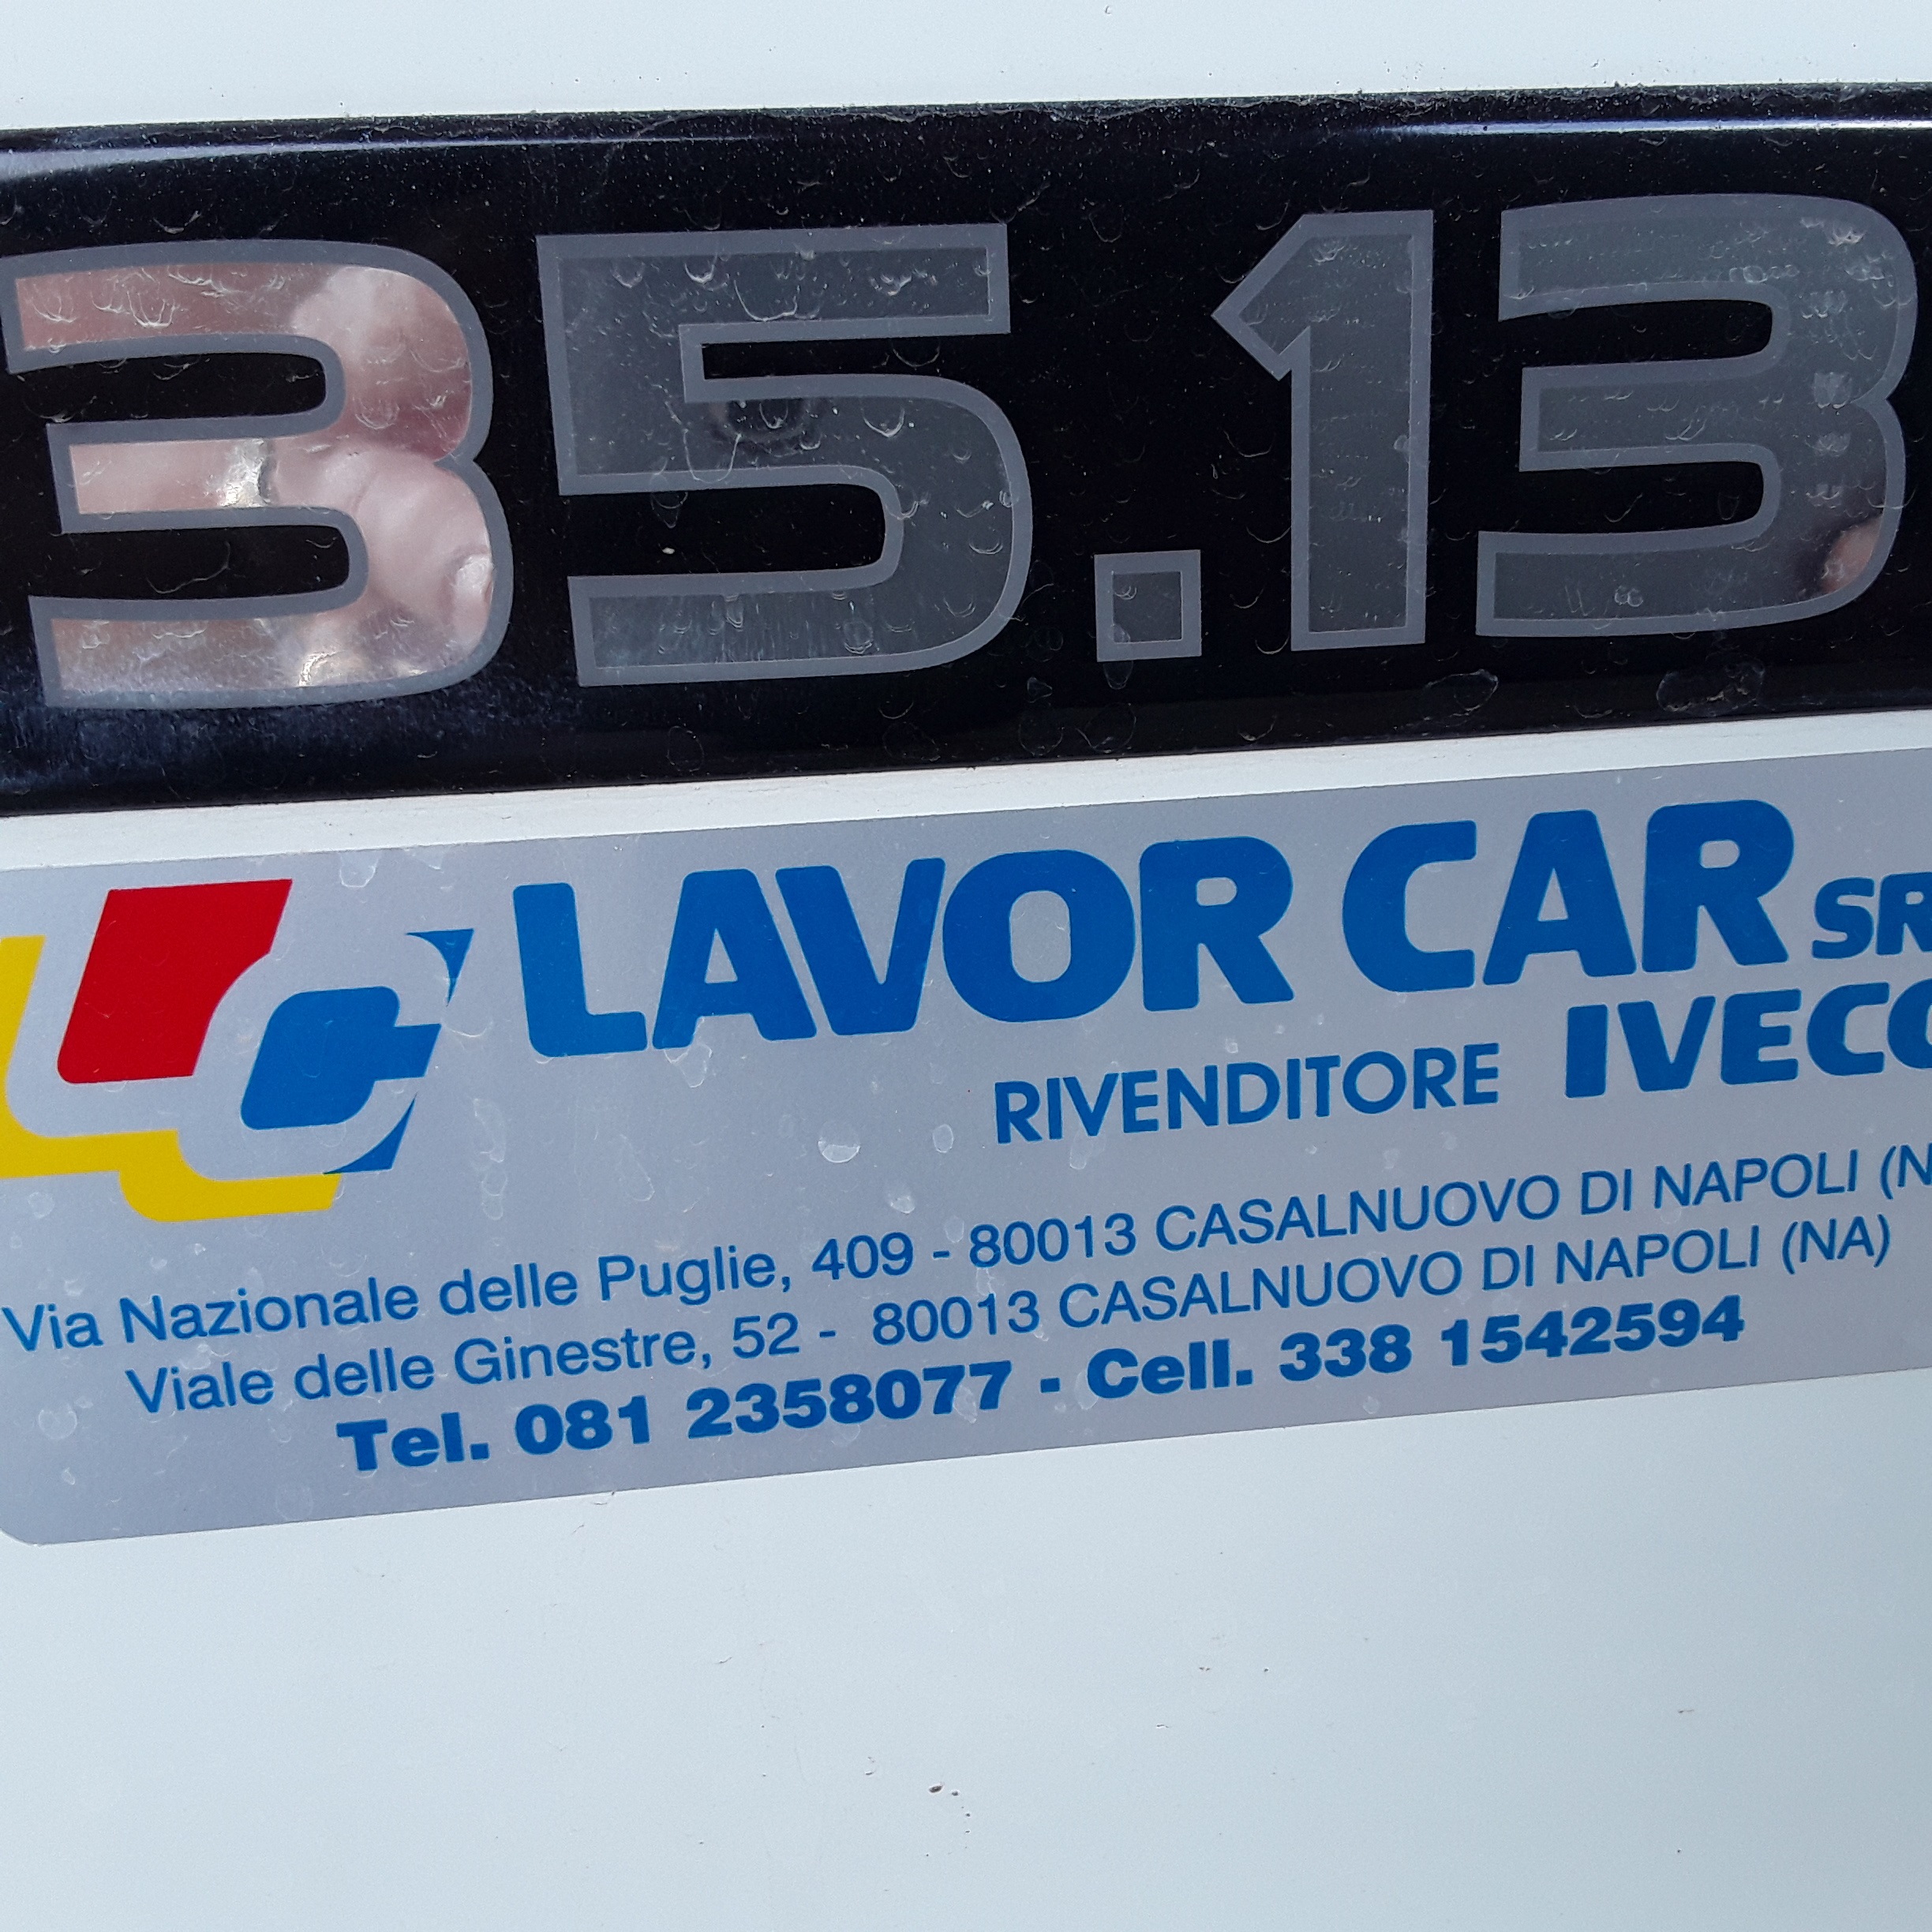 35.13
LAVOR CAR SR
RIVENDITORE IVECO
Via Nazionale delle Puglie, 409 - 80013 CASALNUOVO DI NAPOLI (N
Viale delle Ginestre, 52 - 80013 CASALNUOVO DI NAPOLI (NA)
Tel. 081 2358077 - Cell. 338 1542594